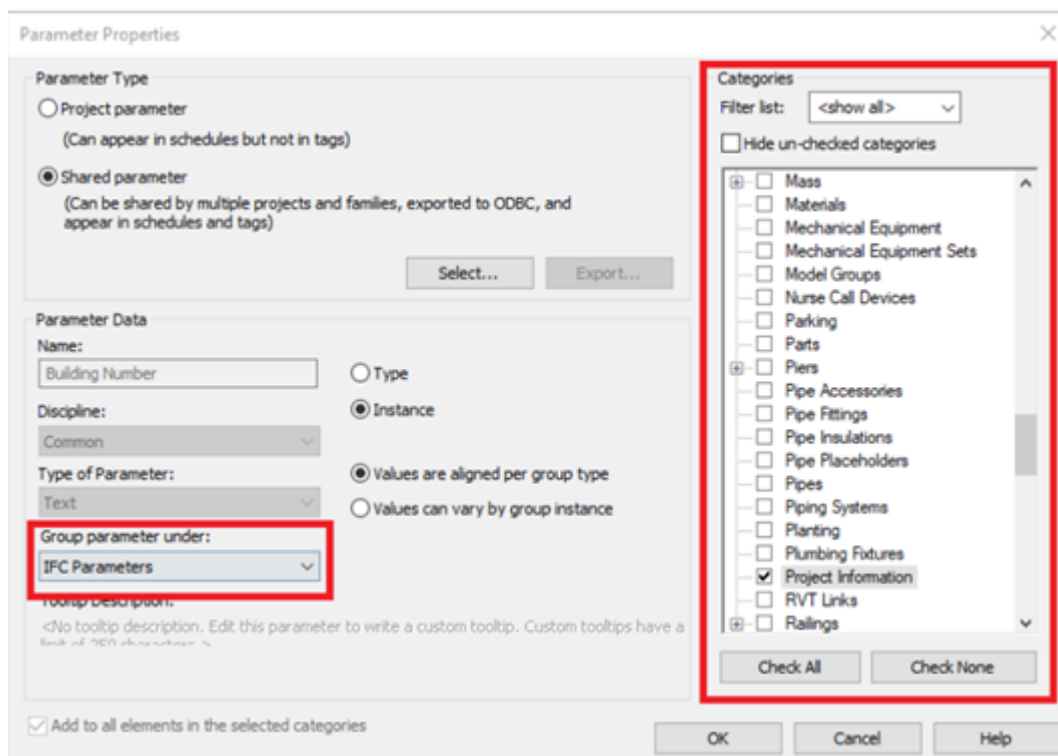 Parameter Properties
Parameter Type
Project parameter
(Can appear in schedules but not in tags)
Shared parameter
(Can be shared by multiple projects and families, exported to ODBC, and
appear in schedules and tags)
Select...
Export...
Parameter Data
Name:
Building Number
Type
Discipline:
Instance
Common
Type of Parameter:
Values are aligned per group type
Text
Values can vary by group instance
Group parameter under:
IFC Parameters
Tooltip Description:
<No tooltip description. Edit this parameter to write a custom tooltip. Custom tooltips have a
limit of 250 characters.>
Add to all elements in the selected categories
Categories
Filter list:
<show all>
Hide un-checked categories
Mass
Materials
Mechanical Equipment
Mechanical Equipment Sets
Model Groups
Nurse Call Devices
Parking
Parts
Piers
Pipe Accessories
Pipe Fittings
Pipe Insulations
Pipe Placeholders
Pipes
Piping Systems
Planting
Plumbing Fixtures
Project Information
RVT Links
Railings
Check All
Check None
OK
Cancel
Help